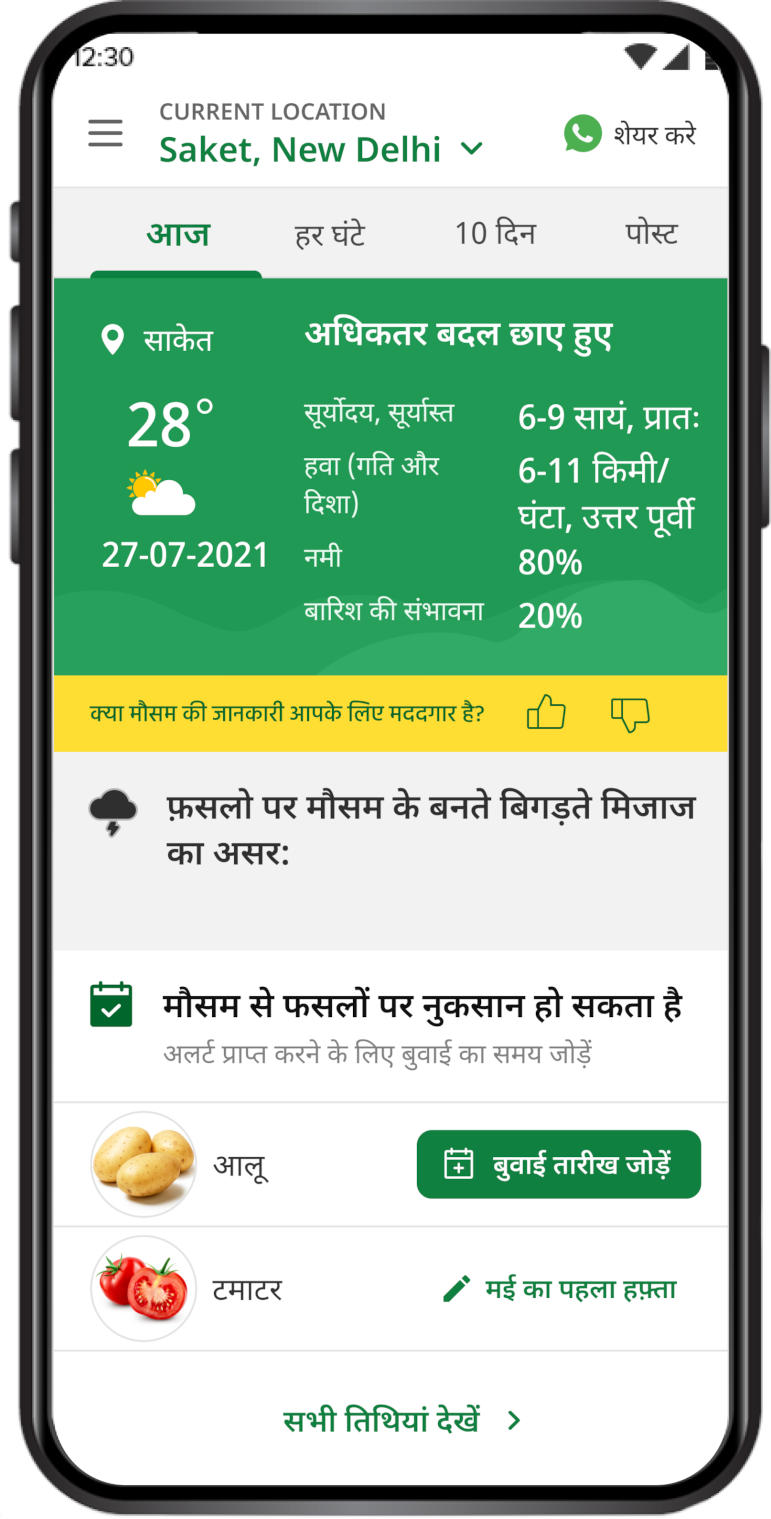 12:30
CURRENT LOCATION
Saket, New Delhi
शेयर करे
आज
हर घंटे
10 दिन
पोस्ट
साकेत
28°
27-07-2021
अधिकतर बदल छाए हुए
सूर्योदय, सूर्यास्त
6-9 सायं, प्रातः
हवा (गति और
दिशा)
6-11 किमी/
घंटा, उत्तर पूर्वी
नमी
80%
बारिश की संभावना
20%
क्या मौसम की जानकारी आपके लिए मददगार है?
फ़सलो पर मौसम के बनते बिगड़ते मिजाज
का असर:
मौसम से फसलों पर नुकसान हो सकता है
अलर्ट प्राप्त करने के लिए बुवाई का समय जोड़ें
आलू
बुवाई तारीख जोड़ें
टमाटर
मई का पहला हफ़्ता
सभी तिथियां देखें